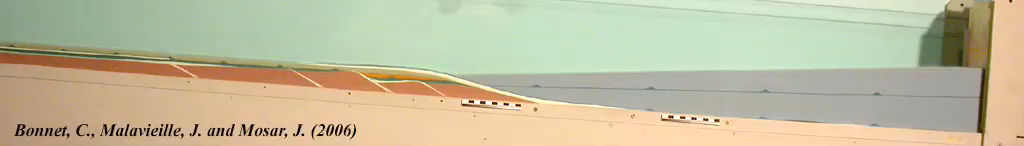 Bonnet, C., Malavieille, J. and Mosar, J. (2006)